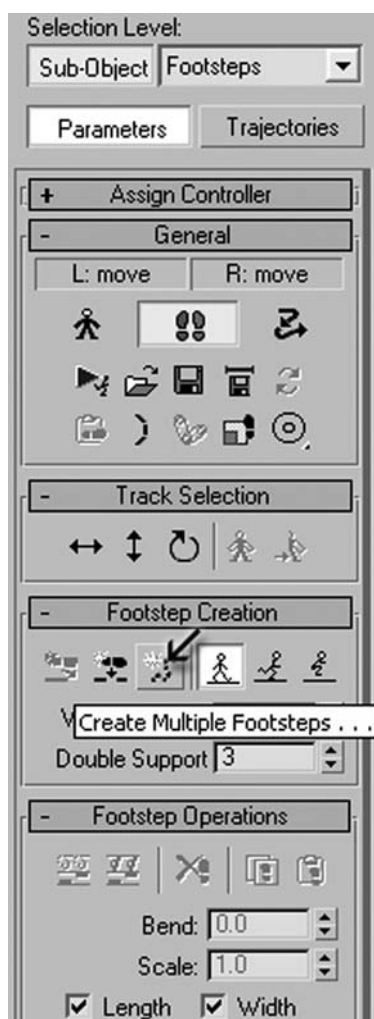 Selection Level:
Sub-Object Footsteps
Parameters Trajectories
+ Assign Controller
- General
L: move R: move
- Track Selection
- Footstep Creation
Create Multiple Footsteps . . .
Double Support 3
- Footstep Operations
Bend: 0.0
Scale: 1.0
Length Width